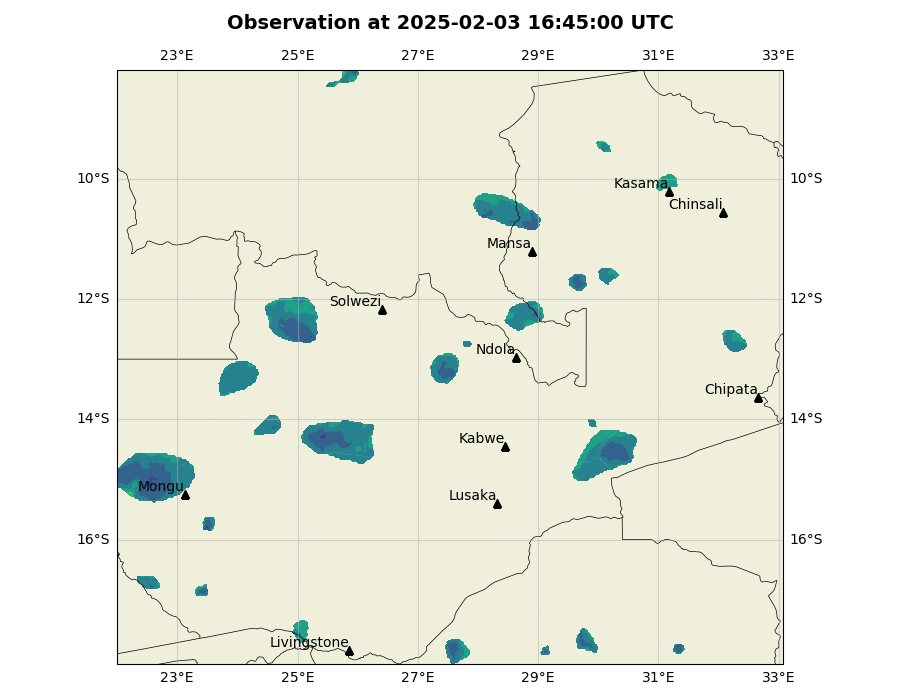 Observation at 2025-02-03 16:45:00 UTC
23°E 25°E 27°E 29°E 31°E 33°E
10°S 10°S
Kasama
Chinsali
Mansa
12°S 12°S
Solwezi
Ndola
Chipata
14°S 14°S
Kabwe
Mongu
Lusaka
16°S 16°S
Livingstone
23°E 25°E 27°E 29°E 31°E 33°E